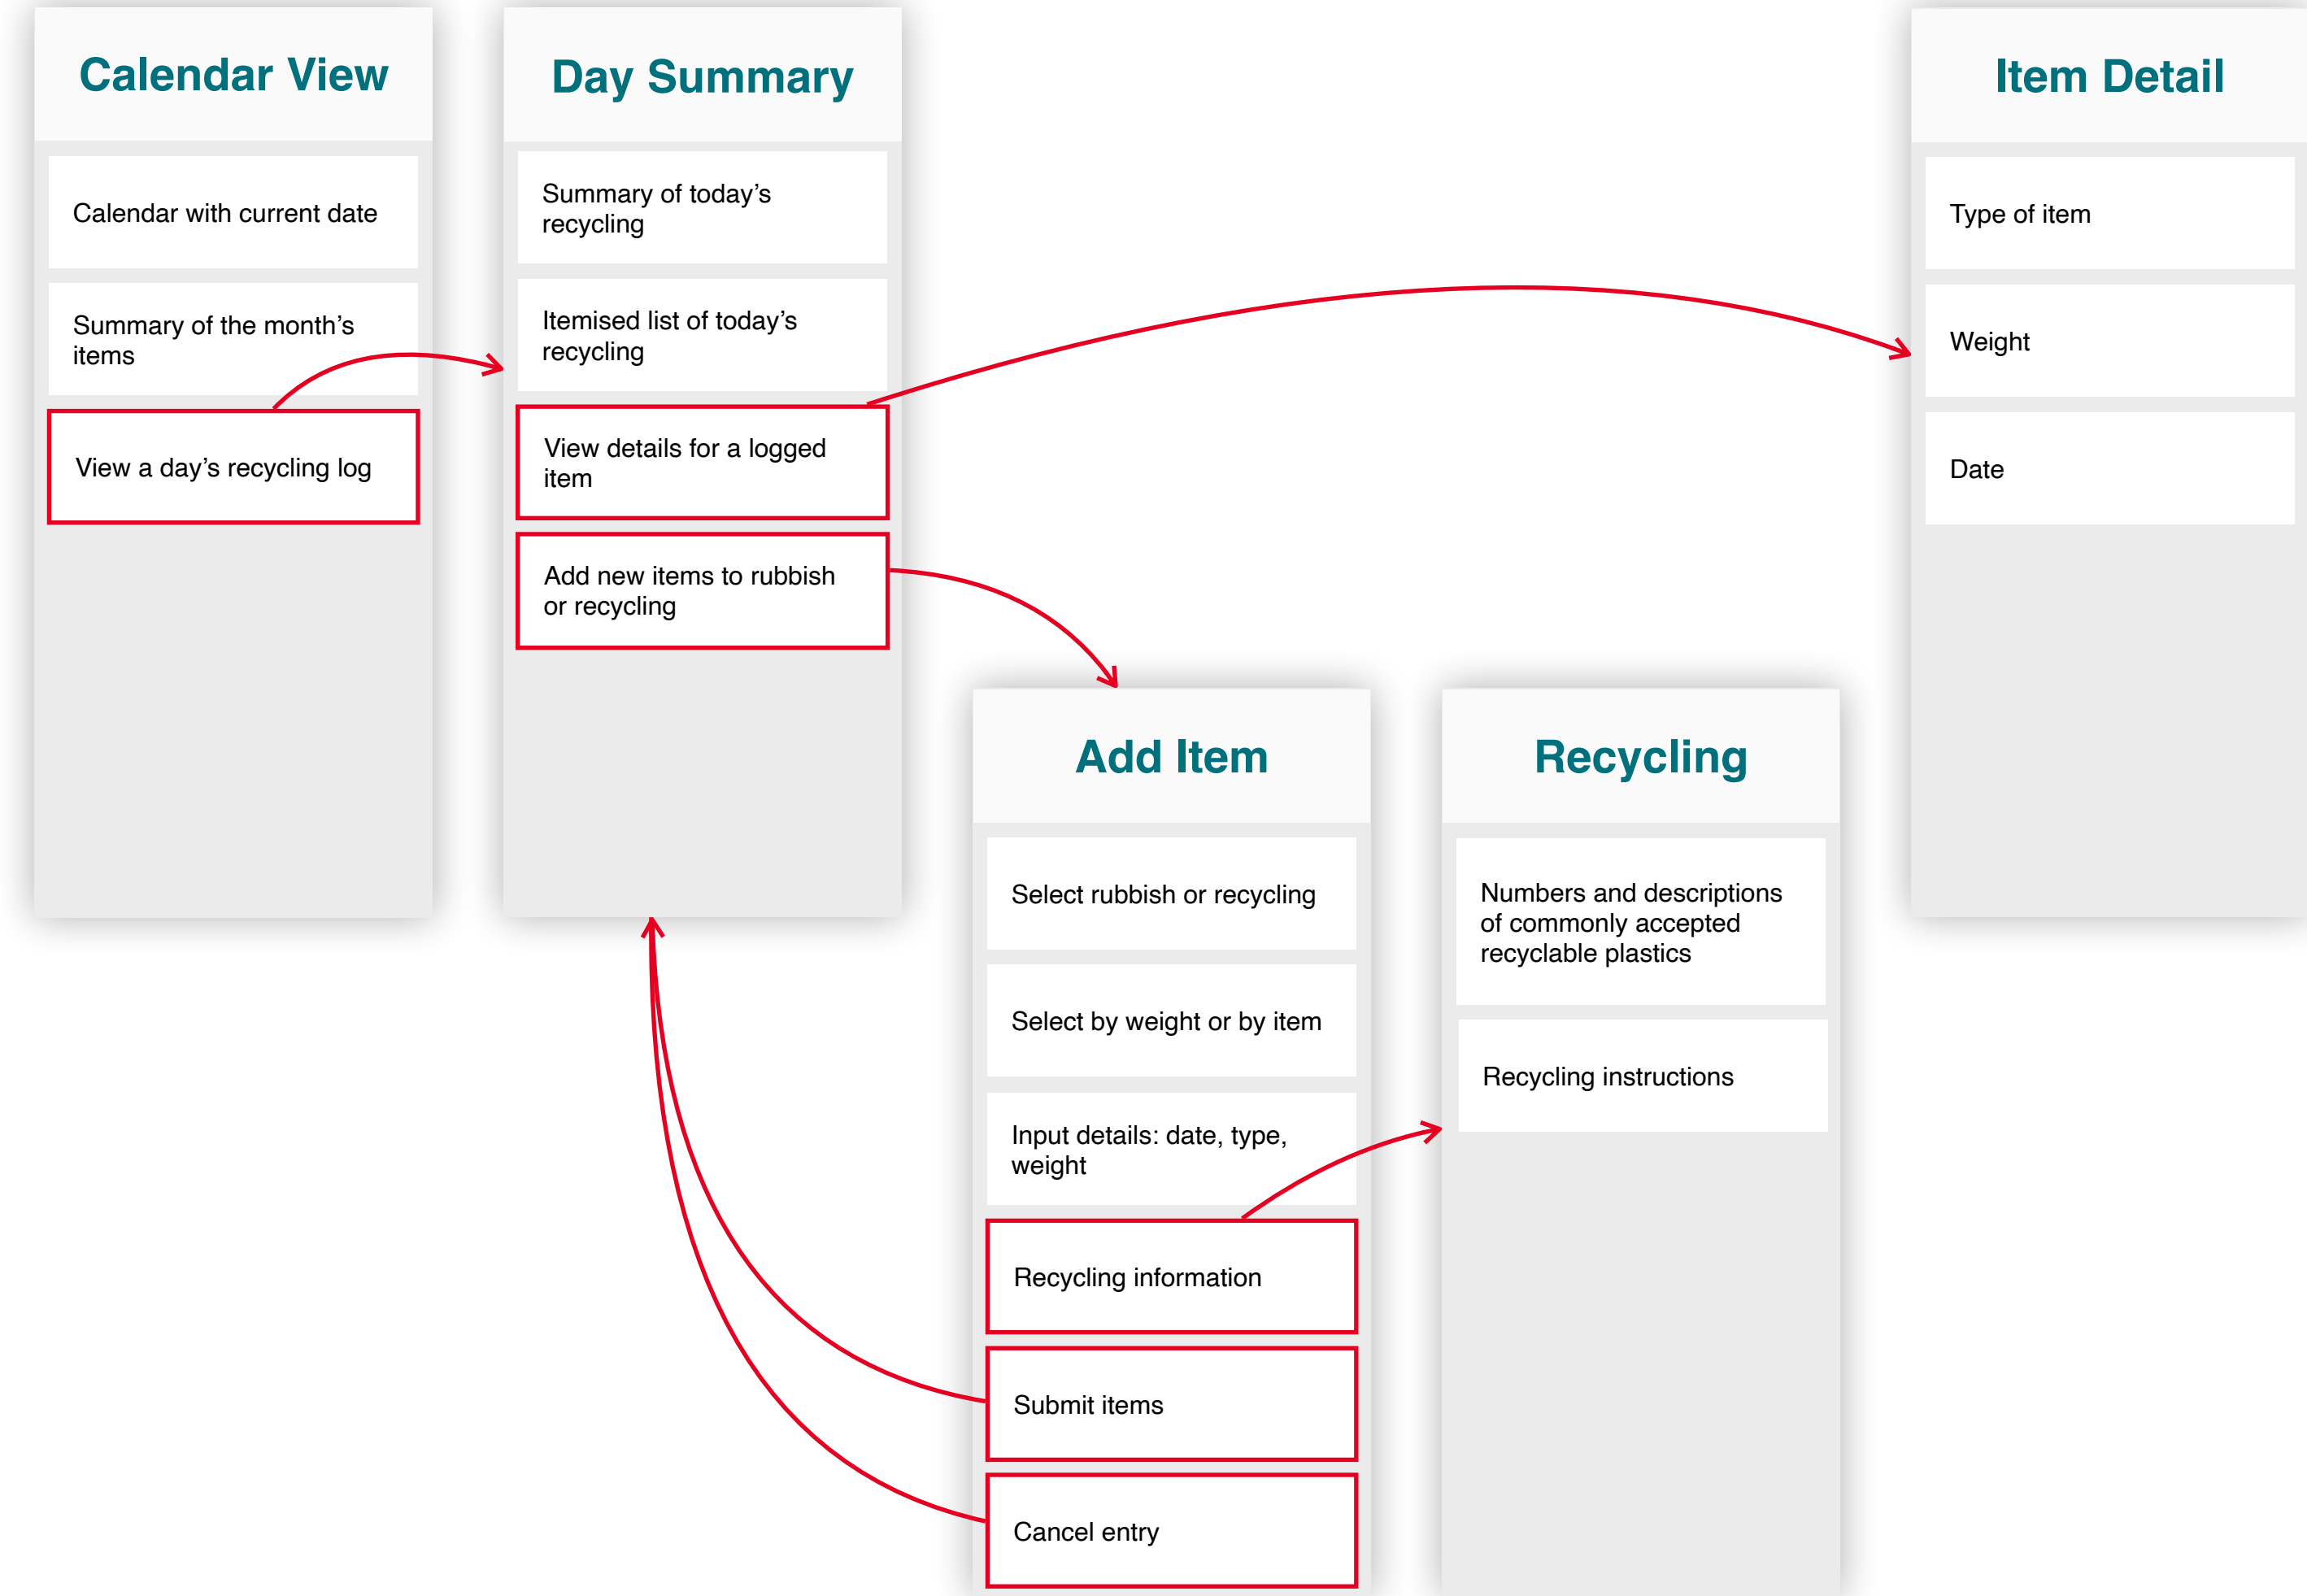 Calendar View
Calendar with current date
Summary of the month’s
items
View a day’s recycling log
Day Summary
Summary of today’s
recycling
Itemised list of today’s
recycling
View details for a logged
item
Add new items to rubbish
or recycling
Item Detail
Type of item
Weight
Date
Add Item
Select rubbish or recycling
Select by weight or by item
Input details: date, type,
weight
Recycling information
Submit items
Cancel entry
Recycling
Numbers and descriptions
of commonly accepted
recyclable plastics
Recycling instructions